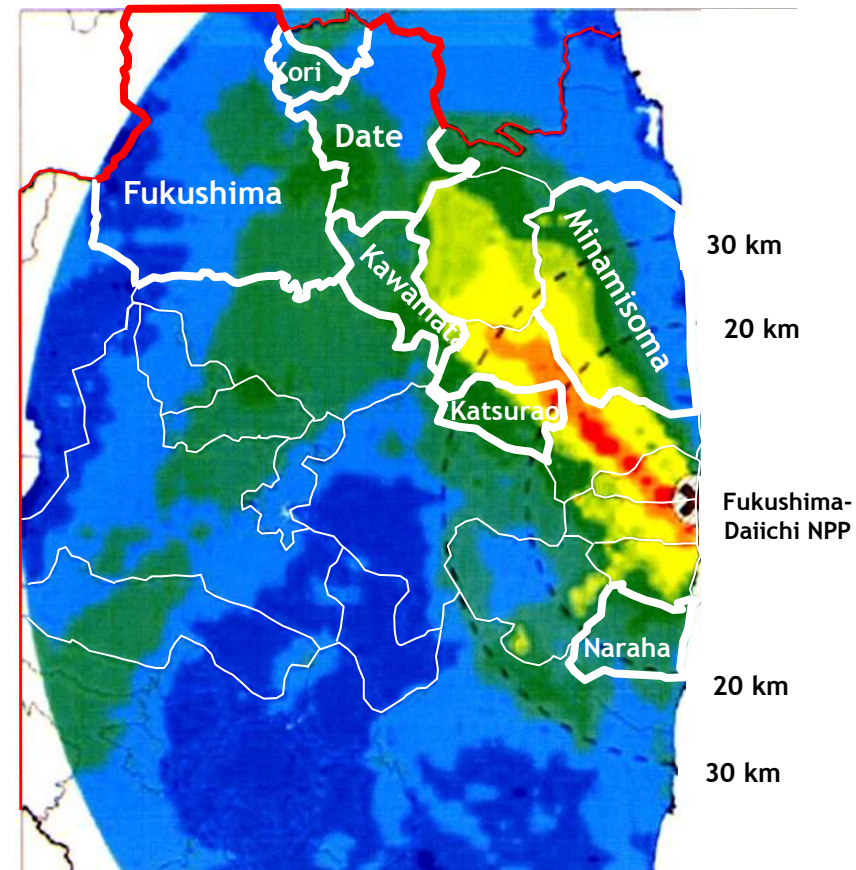 Kori
Date
Fukushima
Minamisoma
30 km
Kawamata
20 km
Katsurao
Fukushima-
Daiichi NPP
Naraha
20 km
30 km